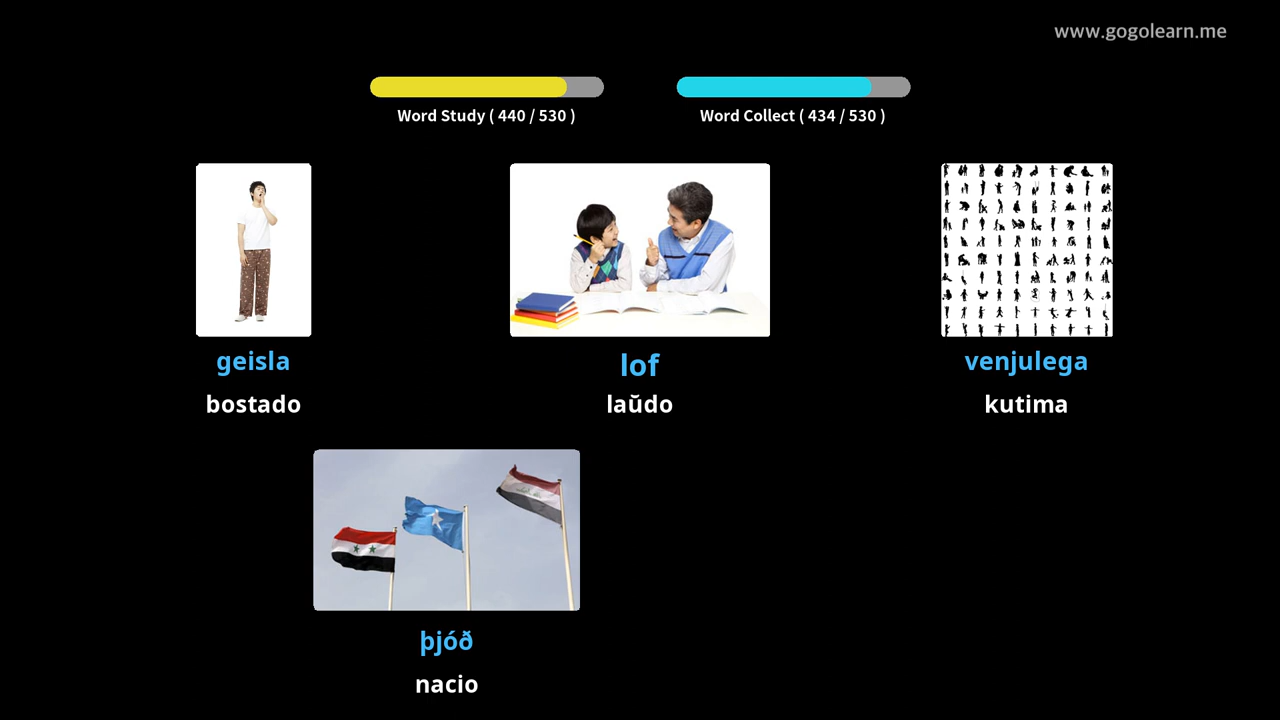 www.gogolearn.me
Word Study ( 440 / 530 )
Word Collect ( 434 / 530 )
geisla
bostado
lof
laŭdo
venjulega
kutima
þjóð
nacio